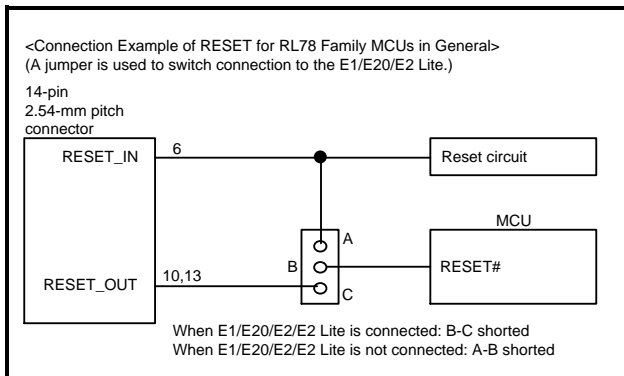 <Connection Example of RESET for RL78 Family MCUs in General>
(A jumper is used to switch connection to the E1/E20/E2 Lite.)
14-pin
2.54-mm pitch
connector
RESET_IN
6
Reset circuit
MCU
A
B
RESET#
RESET_OUT
10,13
C
When E1/E20/E2/E2 Lite is connected: B-C shorted
When E1/E20/E2/E2 Lite is not connected: A-B shorted